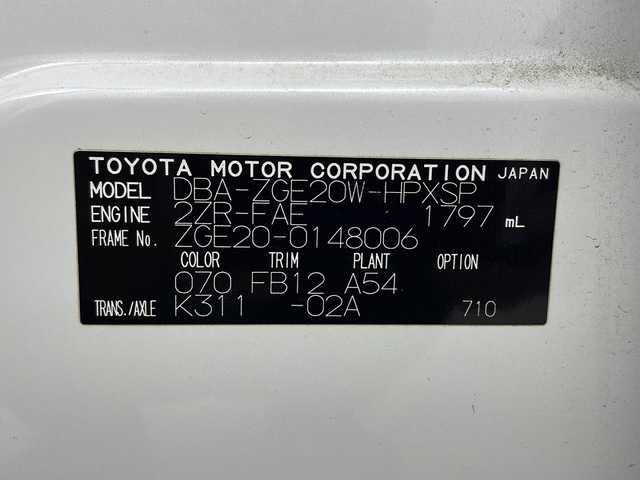 TOYOTA MOTOR CORPORATION JAPAN
MODEL DBA-ZGE20W-HPXSP
ENGINE 2ZR-FAE 1797 mL
FRAME No. ZGE20-0148006
COLOR TRIM PLANT OPTION
070 FB12 A54
TRANS./AXLE K311 -02A 710